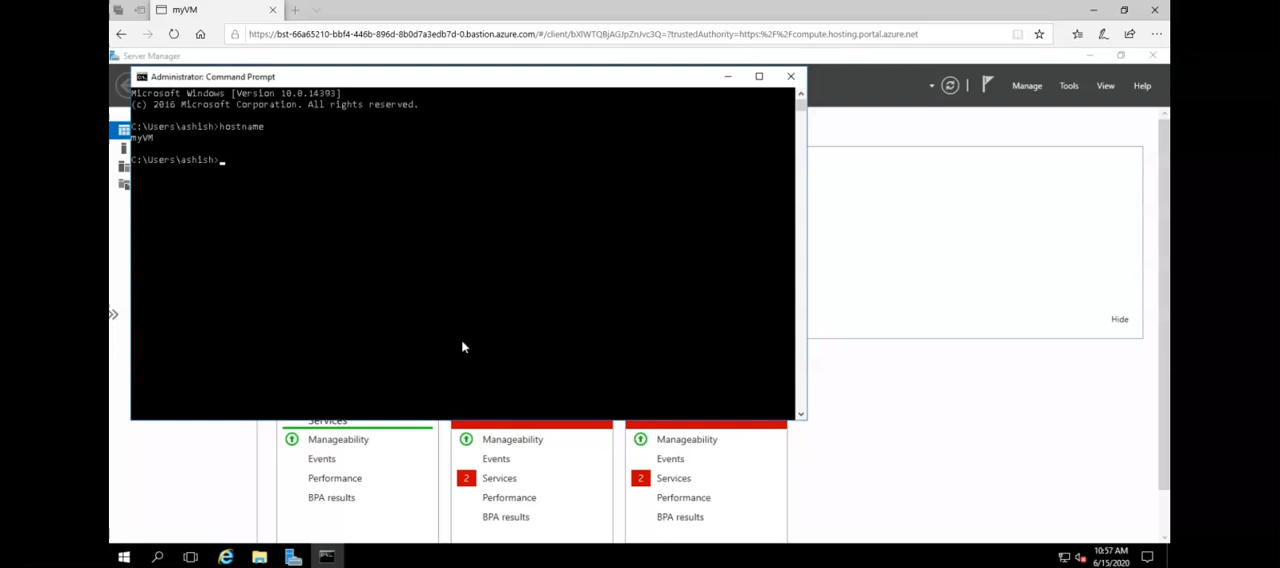 myVM
https://bst-66a65210-bbf4-446b-896d-8b0d7a3edb7d-0.bastion.azure.com/#/client/bXlWTQBjAGJpZnJvc3Q=?trustedAuthority=https:%2F%2Fcompute.hosting.portal.azure.net
Server Manager
Administrator: Command Prompt
Manage Tools View Help
Microsoft Windows [Version 10.0.14393]
(c) 2016 Microsoft Corporation. All rights reserved.
C:\Users\ashish>hostname
myVM
C:\Users\ashish>
Hide
Services
Manageability
Events
Performance
BPA results
Manageability
Events
2 Services
Performance
BPA results
Manageability
Events
2 Services
Performance
BPA results
10:57 AM
6/15/2020